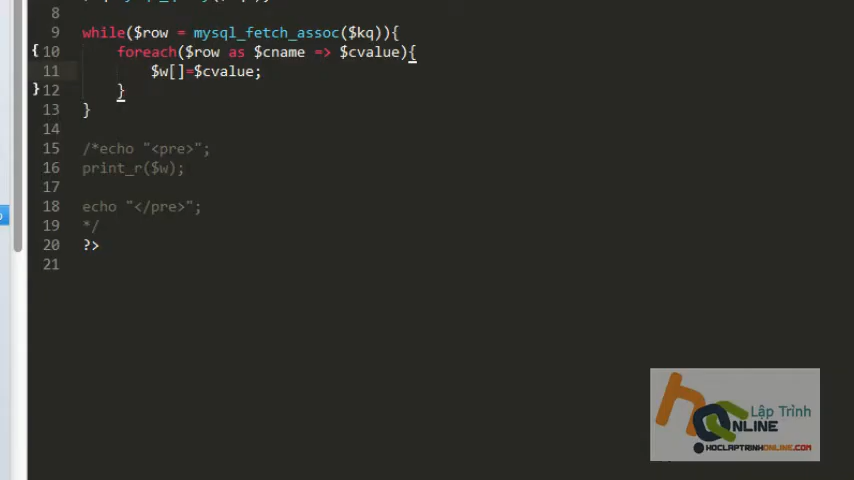 8
9 while($row = mysql_fetch_assoc($kq)){
{10 foreach($row as $cname => $cvalue){
11 $w[]=$cvalue;
}12 }
13 }
14
15 /*echo "<pre>";
16 print_r($w);
17
18 echo "</pre>";
19 */
20 ?>
21
Lập Trình
ONLINE
HOCLAPTRINHONLINE.COM